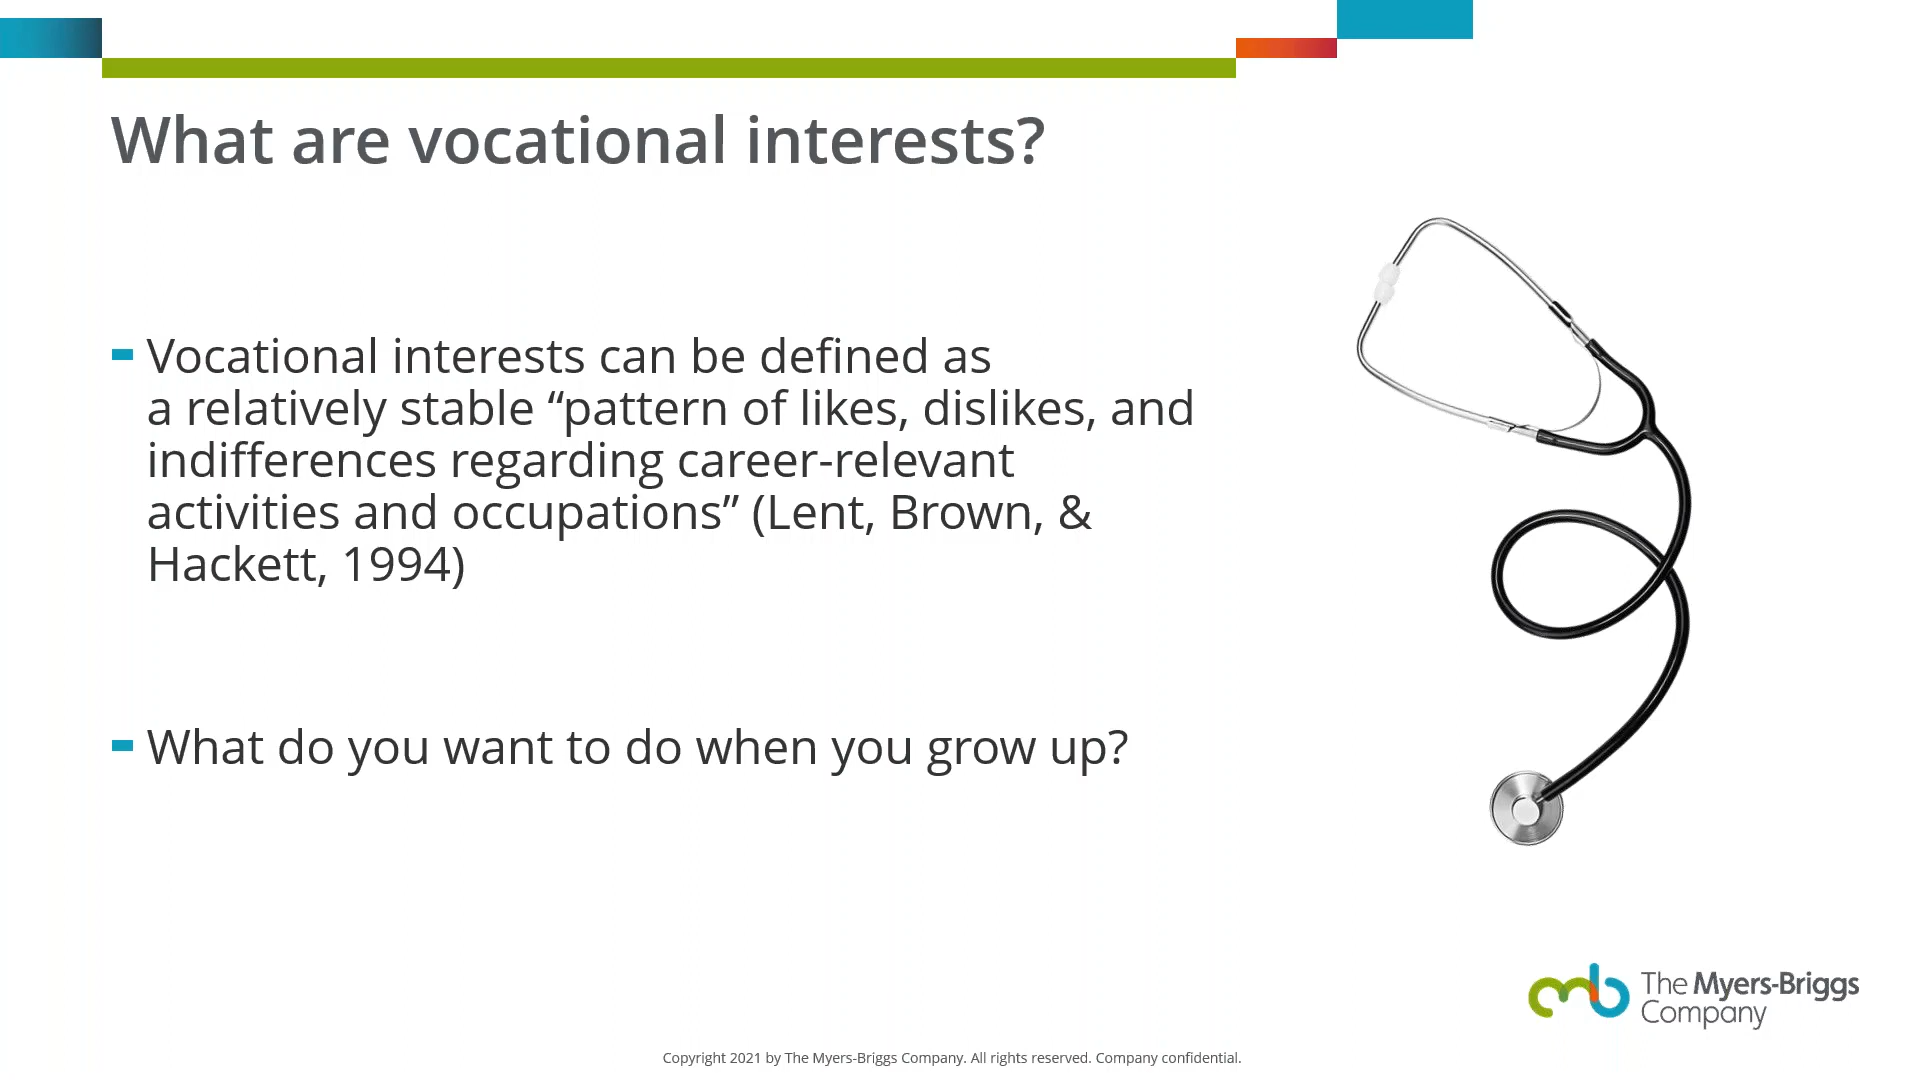 What are vocational interests?
Vocational interests can be defined as
a relatively stable “pattern of likes, dislikes, and
indifferences regarding career-relevant
activities and occupations” (Lent, Brown, &
Hackett, 1994)
What do you want to do when you grow up?
mb
The Myers-Briggs
Company
Copyright 2021 by The Myers-Briggs Company. All rights reserved. Company confidential.